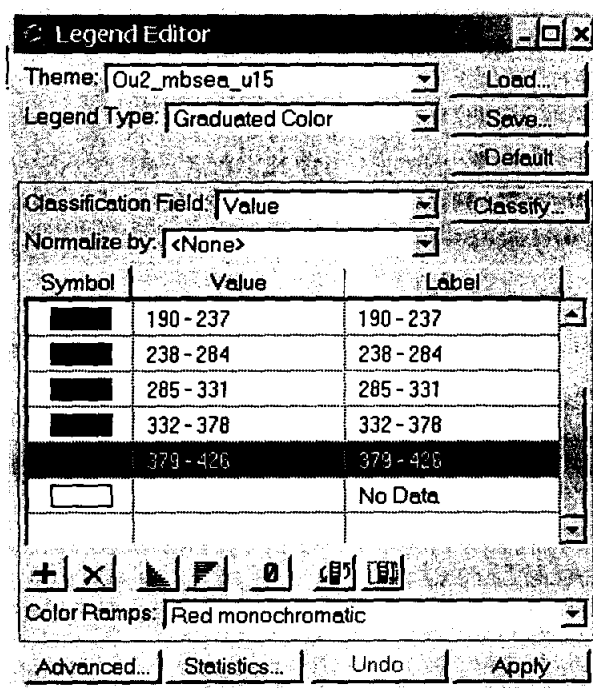 Legend Editor
Theme: Ou2_mbsea_u15
Load...
Legend Type: Graduated Color
Save...
Default
Classification Field: Value
Classify...
Normalize by: <None>
Symbol Value Label
190 - 237 190 - 237
238 - 284 238 - 284
285 - 331 285 - 331
332 - 378 332 - 378
379 - 426 379 - 426
No Data
Color Ramps: Red monochromatic
Advanced... Statistics... Undo Apply